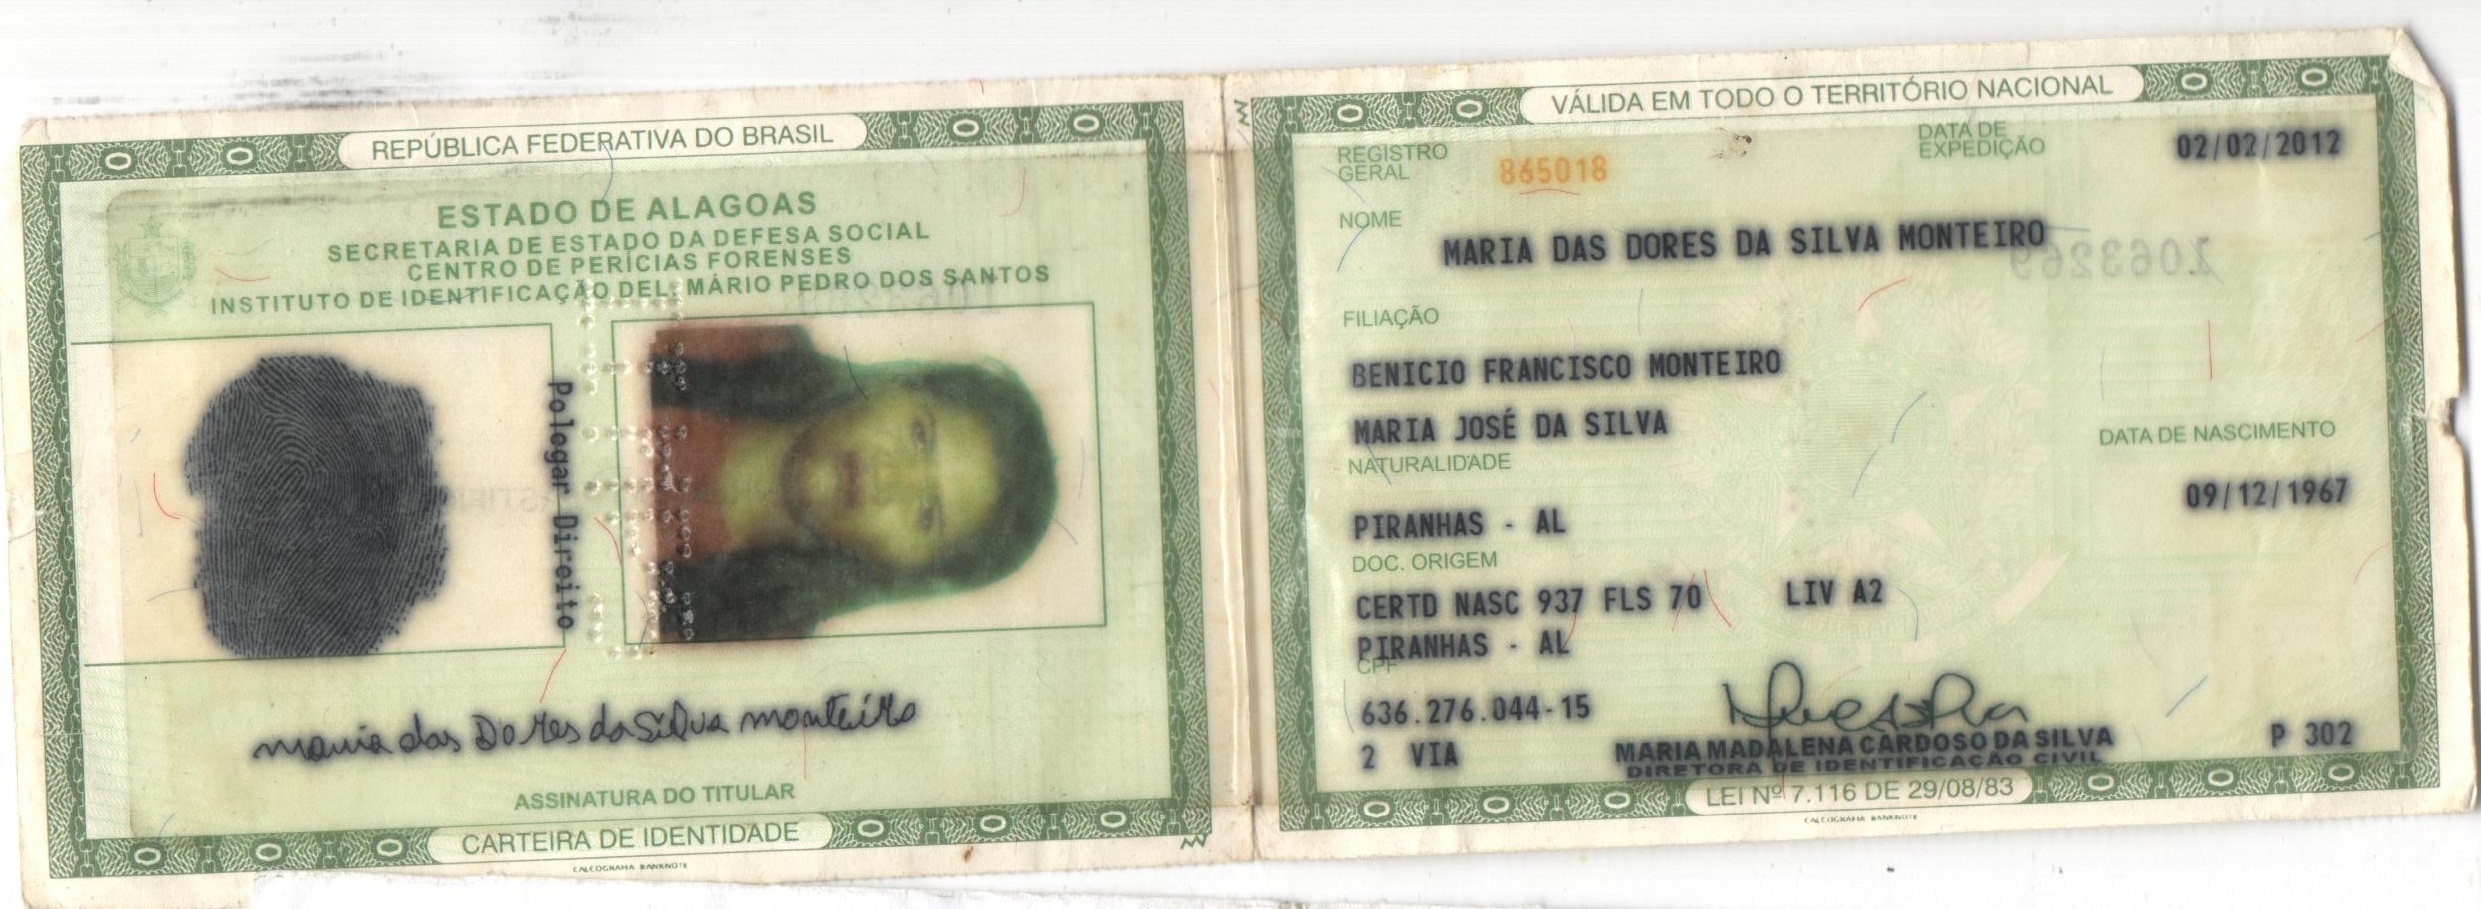 REPÚBLICA FEDERATIVA DO BRASIL
ESTADO DE ALAGOAS
SECRETARIA DE ESTADO DA DEFESA SOCIAL
CENTRO DE PERÍCIAS FORENSES
INSTITUTO DE IDENTIFICAÇÃO DEL. MÁRIO PEDRO DOS SANTOS
Polegar Direito
maria das Dores da Silva monteiro
ASSINATURA DO TITULAR
CARTEIRA DE IDENTIDADE
CALCOGRAFIA BANKNOTE
VÁLIDA EM TODO O TERRITÓRIO NACIONAL
REGISTRO GERAL 865018 DATA DE EXPEDIÇÃO 02/02/2012
NOME
MARIA DAS DORES DA SILVA MONTEIRO
1063269
FILIAÇÃO
BENICIO FRANCISCO MONTEIRO
MARIA JOSÉ DA SILVA
NATURALIDADE DATA DE NASCIMENTO
PIRANHAS - AL 09/12/1967
DOC. ORIGEM
CERTD NASC 937 FLS 70 LIV A2
PIRANHAS - AL
CPF
636.276.044-15
2 VIA P 302
MARIA MADALENA CARDOSO DA SILVA
DIRETORA DE IDENTIFICAÇÃO CIVIL
LEI Nº 7.116 DE 29/08/83
CALCOGRAFIA BANKNOTE